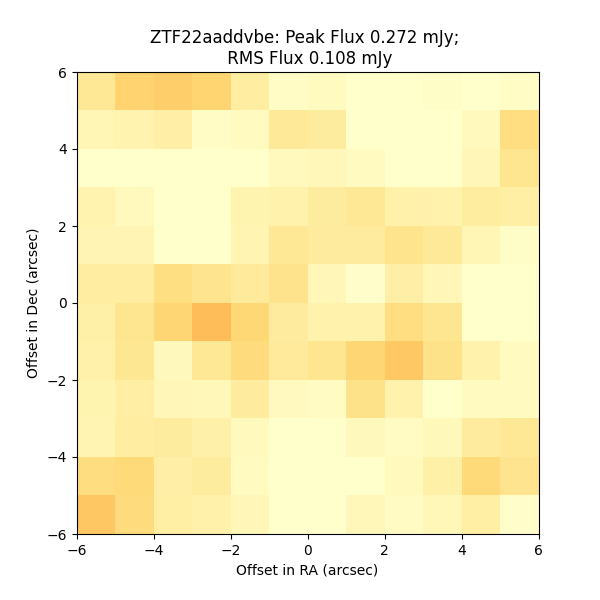 ZTF22aaddvbe: Peak Flux 0.272 mJy;
RMS Flux 0.108 mJy
6
4
2
0
−2
−4
−6
Offset in Dec (arcsec)
−6 −4 −2 0 2 4 6
Offset in RA (arcsec)